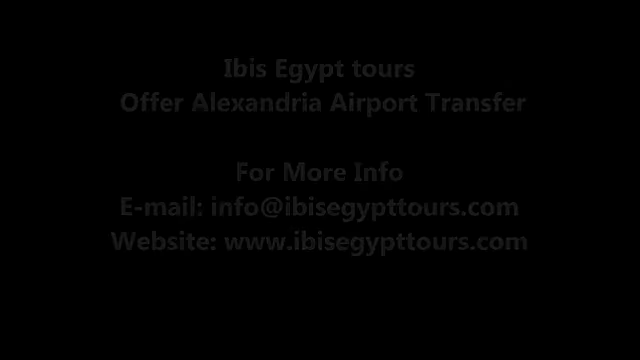 Ibis Egypt tours
Offer Alexandria Airport Transfer
For More Info
E-mail: info@ibisegypttours.com
Website: www.ibisegypttours.com